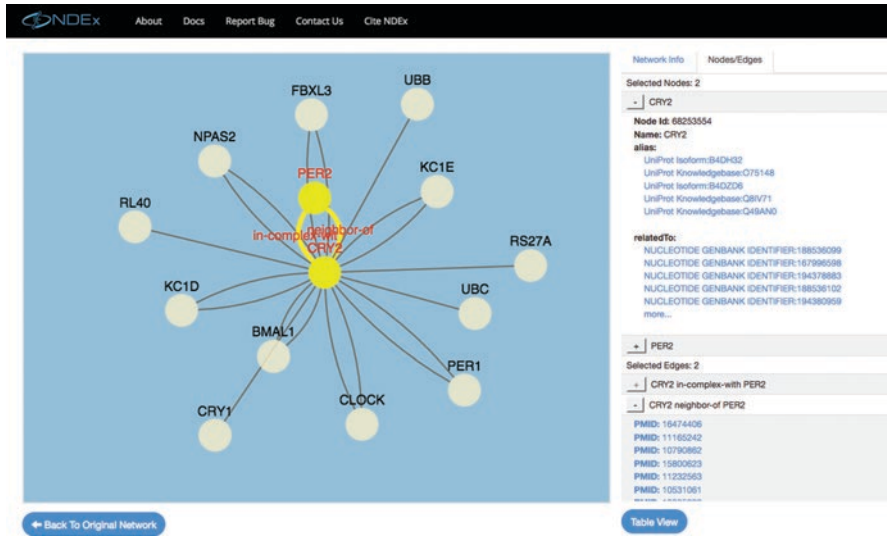 NDEx About Docs Report Bug Contact Us Cite NDEx
Network Info Nodes/Edges
Selected Nodes: 2
- CRY2
Node Id: 68253554
Name: CRY2
alias:
UniProt Isoform:B4DH32
UniProt Knowledgebase:O75148
UniProt Isoform:B4DZD6
UniProt Knowledgebase:Q8IV71
UniProt Knowledgebase:Q49AN0
relatedTo:
NUCLEOTIDE GENBANK IDENTIFIER:188536099
NUCLEOTIDE GENBANK IDENTIFIER:167996598
NUCLEOTIDE GENBANK IDENTIFIER:194378883
NUCLEOTIDE GENBANK IDENTIFIER:188536102
NUCLEOTIDE GENBANK IDENTIFIER:194380959
more...
+ PER2
Selected Edges: 2
+ CRY2 in-complex-with PER2
- CRY2 neighbor-of PER2
PMID: 16474406
PMID: 11165242
PMID: 10790862
PMID: 15800623
PMID: 11232563
PMID: 10531061
UBB
FBXL3
NPAS2
PER2
KC1E
RL40
in-complex-wit
neighbor-of
CRY2
RS27A
KC1D
UBC
BMAL1
PER1
CLOCK
CRY1
Back To Original Network
Table View